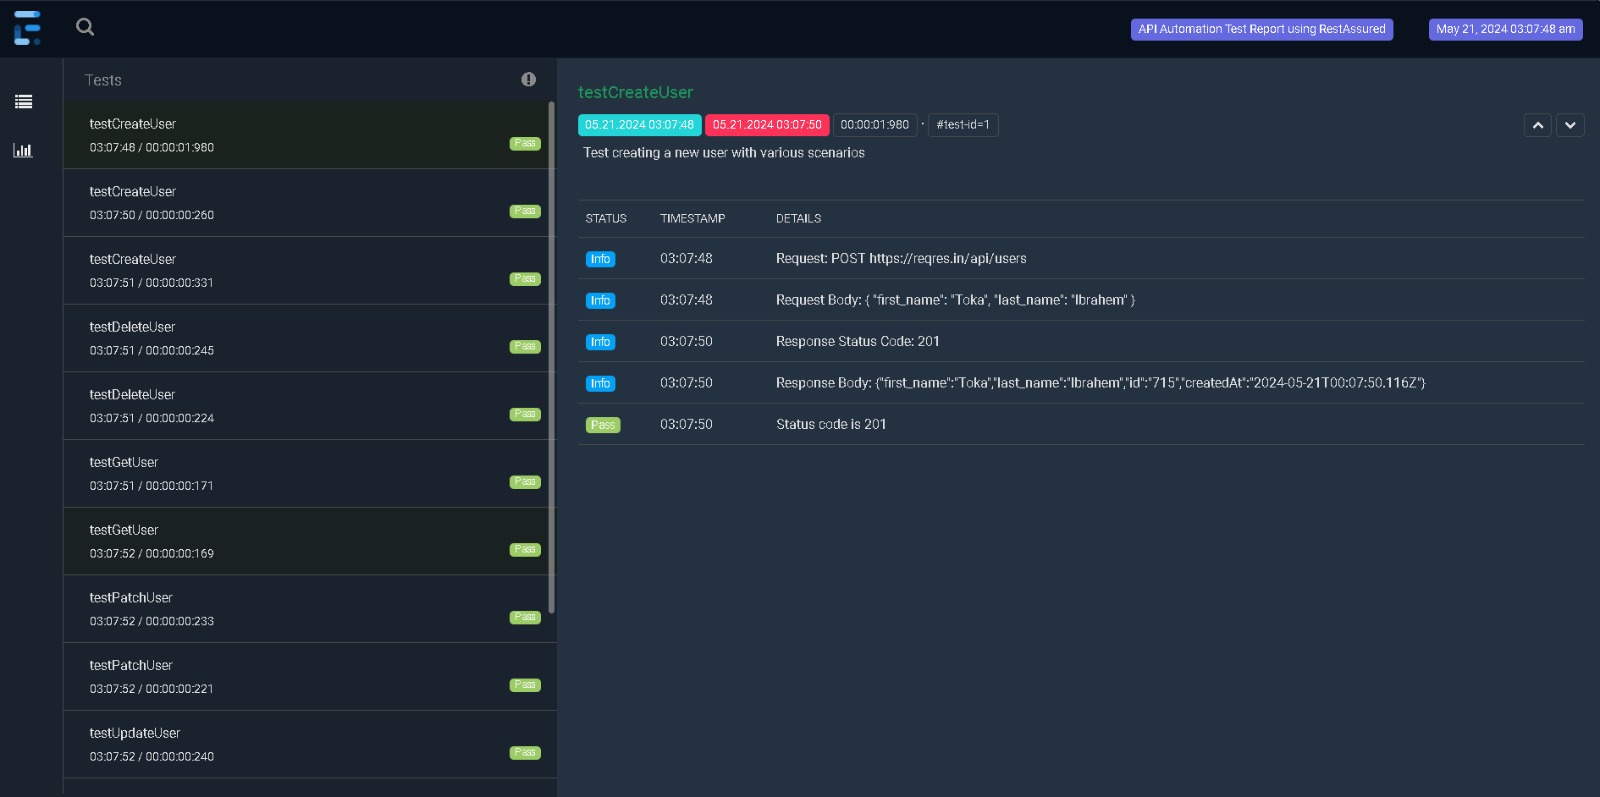 API Automation Test Report using RestAssured
May 21, 2024 03:07:48 am
Tests
testCreateUser
03:07:48 / 00:00:01:980
Pass
testCreateUser
03:07:50 / 00:00:00:260
Pass
testCreateUser
03:07:51 / 00:00:00:331
Pass
testDeleteUser
03:07:51 / 00:00:00:245
Pass
testDeleteUser
03:07:51 / 00:00:00:224
Pass
testGetUser
03:07:51 / 00:00:00:171
Pass
testGetUser
03:07:52 / 00:00:00:169
Pass
testPatchUser
03:07:52 / 00:00:00:233
Pass
testPatchUser
03:07:52 / 00:00:00:221
Pass
testUpdateUser
03:07:52 / 00:00:00:240
Pass
testCreateUser
05.21.2024 03:07:48 05.21.2024 03:07:50 00:00:01:980 · #test-id=1
Test creating a new user with various scenarios
STATUS TIMESTAMP DETAILS
Info 03:07:48 Request: POST https://reqres.in/api/users
Info 03:07:48 Request Body: { "first_name": "Toka", "last_name": "Ibrahem" }
Info 03:07:50 Response Status Code: 201
Info 03:07:50 Response Body: {"first_name":"Toka","last_name":"Ibrahem","id":"715","createdAt":"2024-05-21T00:07:50.116Z"}
Pass 03:07:50 Status code is 201